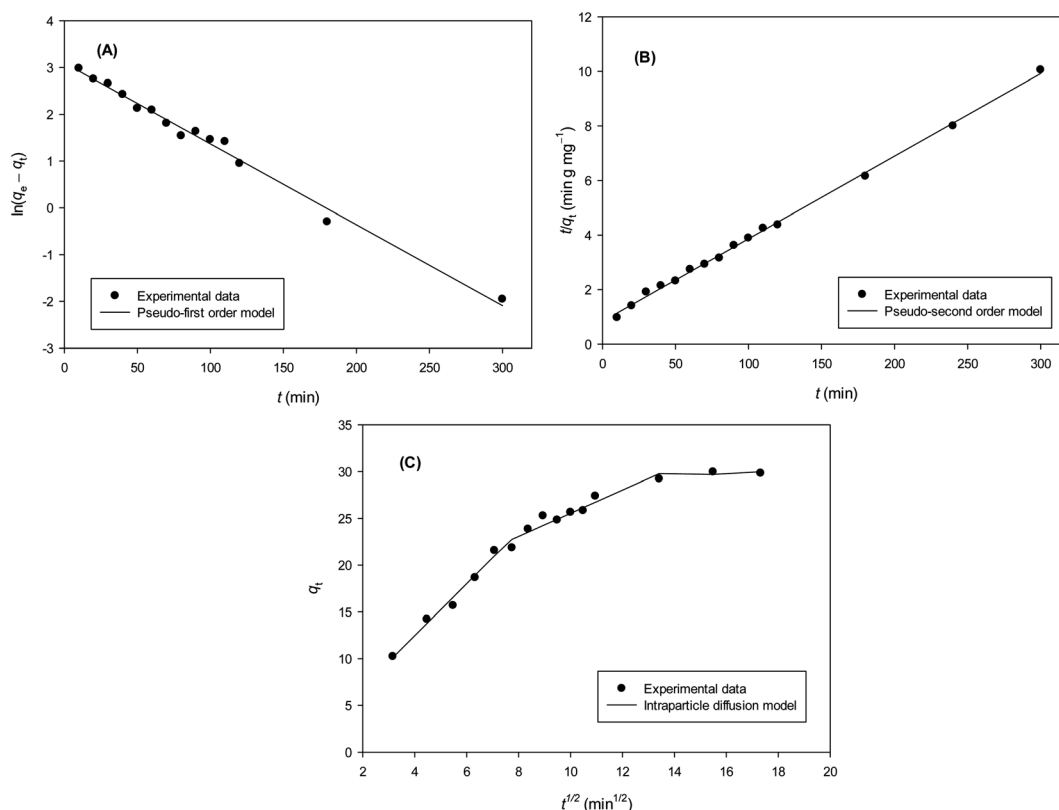 (A)
4
3
2
1
0
-1
-2
-3
ln(qe − qt)
Experimental data
Pseudo-first order model
0 50 100 150 200 250 300
t (min)
(B)
12
10
8
6
4
2
0
t/qt (min g mg⁻¹)
Experimental data
Pseudo-second order model
0 50 100 150 200 250 300
t (min)
(C)
35
30
25
20
15
10
5
0
qt
Experimental data
Intraparticle diffusion model
2 4 6 8 10 12 14 16 18 20
t1/2 (min1/2)